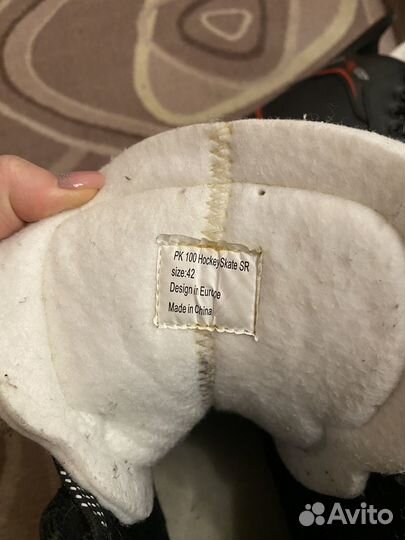 PK 100 HockeySkate SR
size:42
Design in Europe
Made in China
Avito